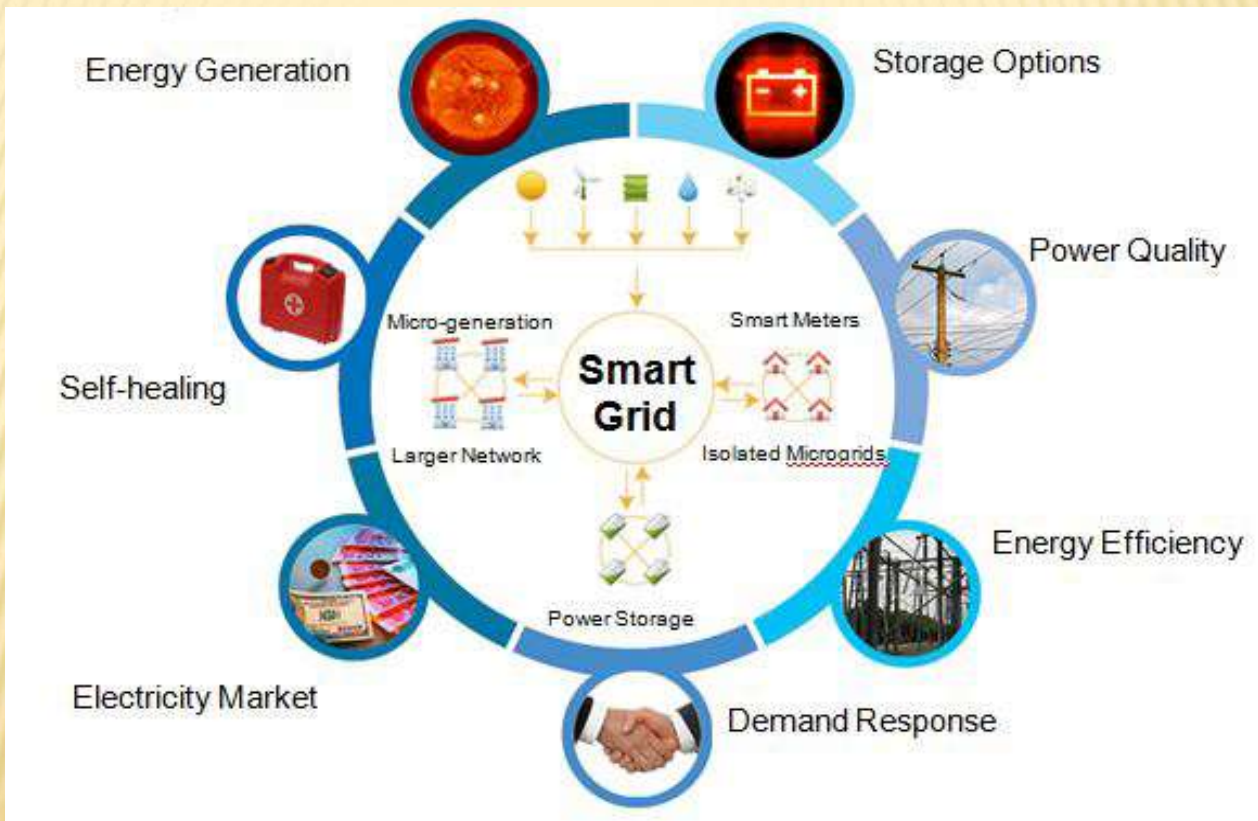 Energy Generation
Storage Options
Power Quality
Micro-generation
Smart Meters
Smart
Grid
Self-healing
Larger Network
Isolated Microgrids
Energy Efficiency
Power Storage
Electricity Market
Demand Response